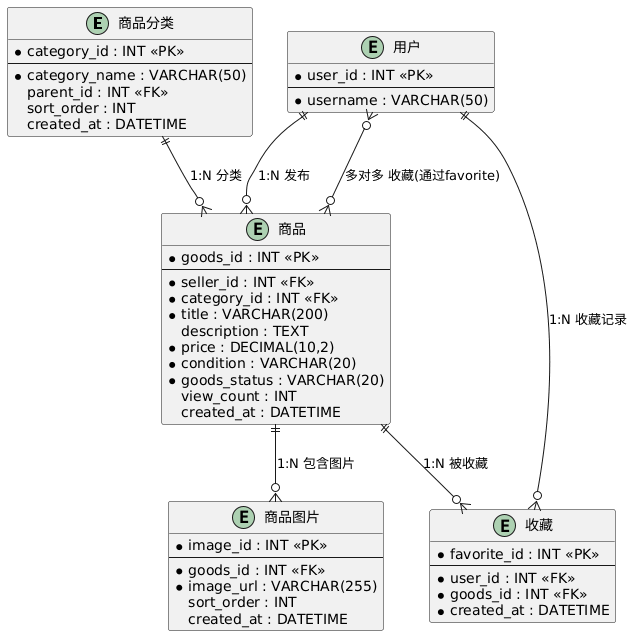 E 商品分类
category_id : INT «PK»
category_name : VARCHAR(50)
parent_id : INT «FK»
sort_order : INT
created_at : DATETIME
E 用户
user_id : INT «PK»
username : VARCHAR(50)
1:N 分类
1:N 发布
多对多 收藏(通过favorite)
E 商品
goods_id : INT «PK»
seller_id : INT «FK»
category_id : INT «FK»
title : VARCHAR(200)
description : TEXT
price : DECIMAL(10,2)
condition : VARCHAR(20)
goods_status : VARCHAR(20)
view_count : INT
created_at : DATETIME
1:N 收藏记录
1:N 包含图片
1:N 被收藏
E 商品图片
image_id : INT «PK»
goods_id : INT «FK»
image_url : VARCHAR(255)
sort_order : INT
created_at : DATETIME
E 收藏
favorite_id : INT «PK»
user_id : INT «FK»
goods_id : INT «FK»
created_at : DATETIME